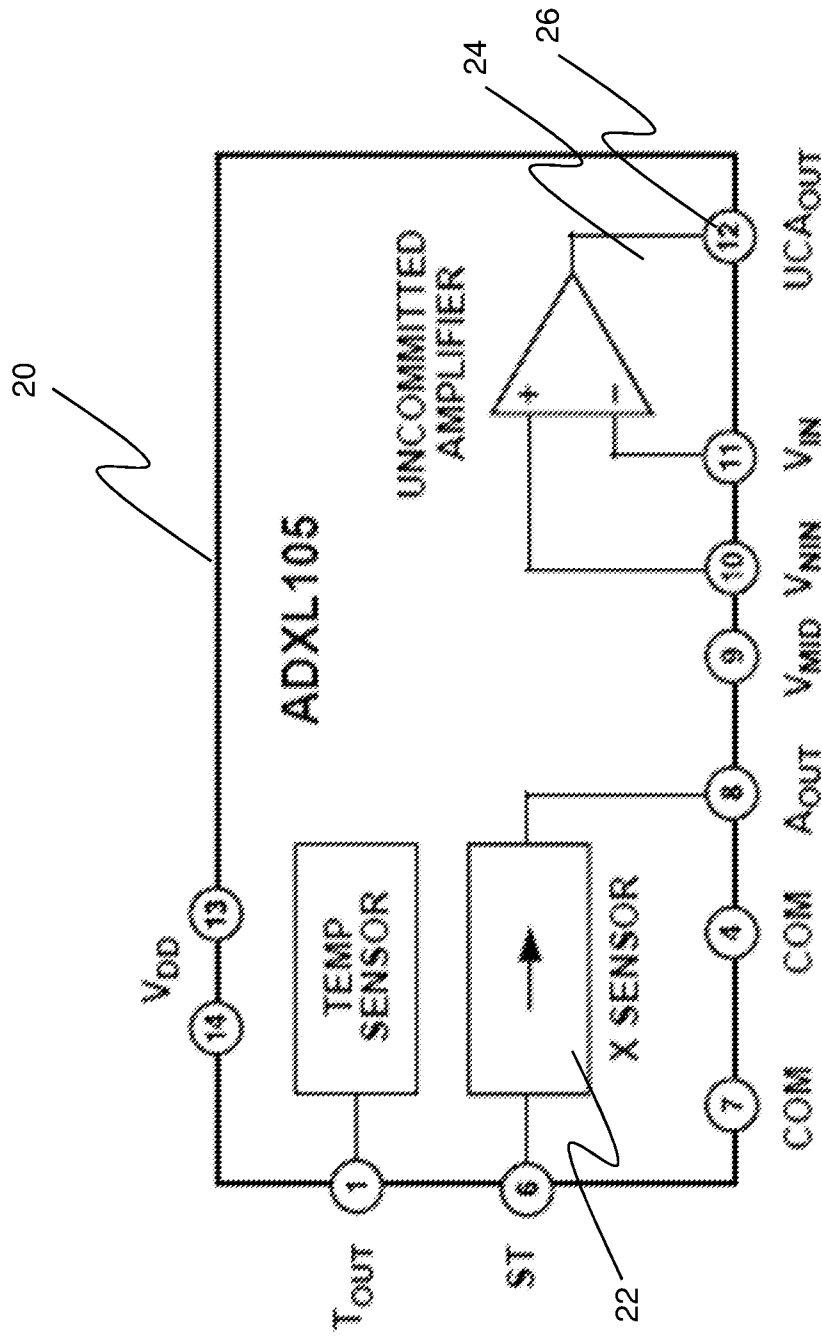 20
V_DD
14
13
ADXL105
T_OUT
1
TEMP
SENSOR
UNCOMMITTED
AMPLIFIER
24
26
ST
6
X SENSOR
22
+
−
7
4
8
9
10
11
12
COM
COM
A_OUT
V_MID
V_NIN
V_IN
UCA_OUT